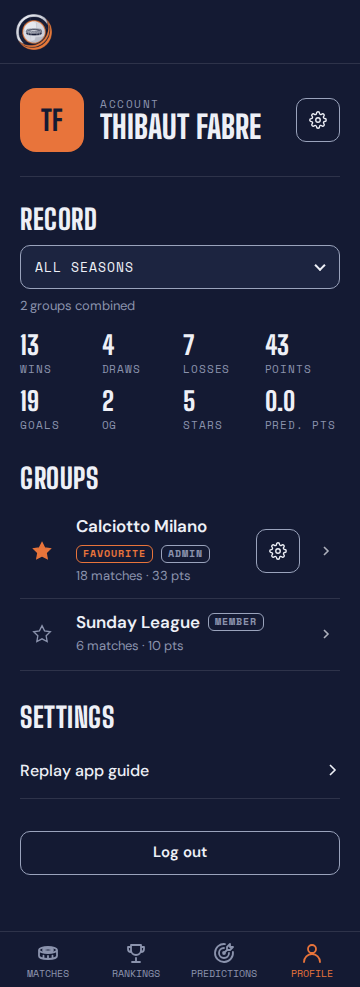 TF
ACCOUNT
THIBAUT FABRE
RECORD
ALL SEASONS
2 groups combined
13 4 7 43
WINS DRAWS LOSSES POINTS
19 2 5 0.0
GOALS OG STARS PRED. PTS
GROUPS
Calciotto Milano
FAVOURITE ADMIN
18 matches · 33 pts
Sunday League MEMBER
6 matches · 10 pts
SETTINGS
Replay app guide
Log out
MATCHES RANKINGS PREDICTIONS PROFILE